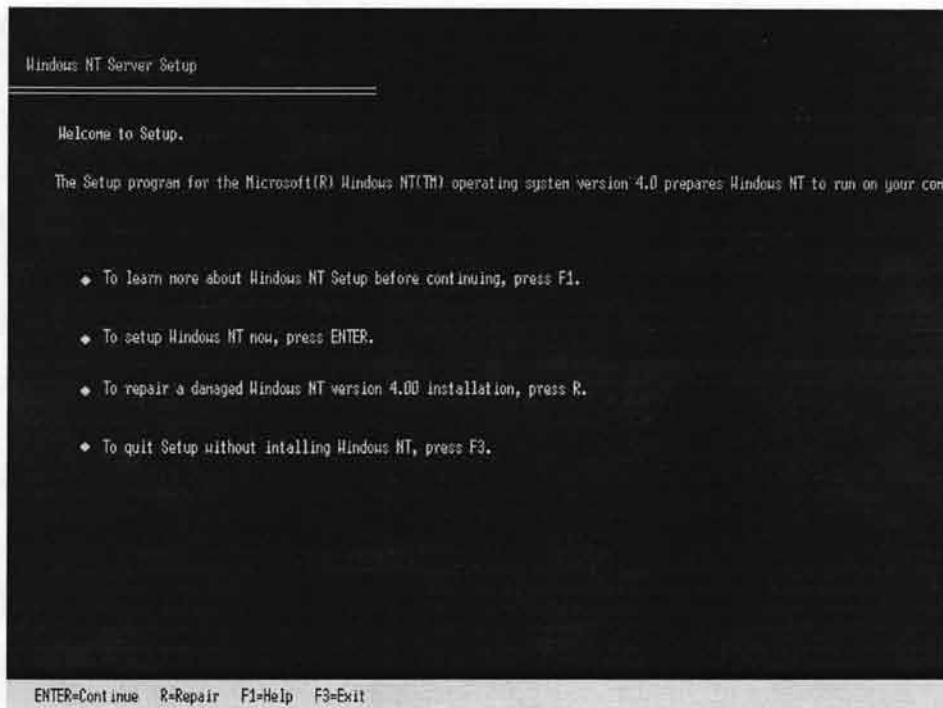 Windows NT Server Setup
Welcome to Setup.
The Setup program for the Microsoft(R) Windows NT(TM) operating system version 4.0 prepares Windows NT to run on your com
◆ To learn more about Windows NT Setup before continuing, press F1.
◆ To setup Windows NT now, press ENTER.
◆ To repair a damaged Windows NT version 4.00 installation, press R.
◆ To quit Setup without intalling Windows NT, press F3.
ENTER=Continue R=Repair F1=Help F3=Exit